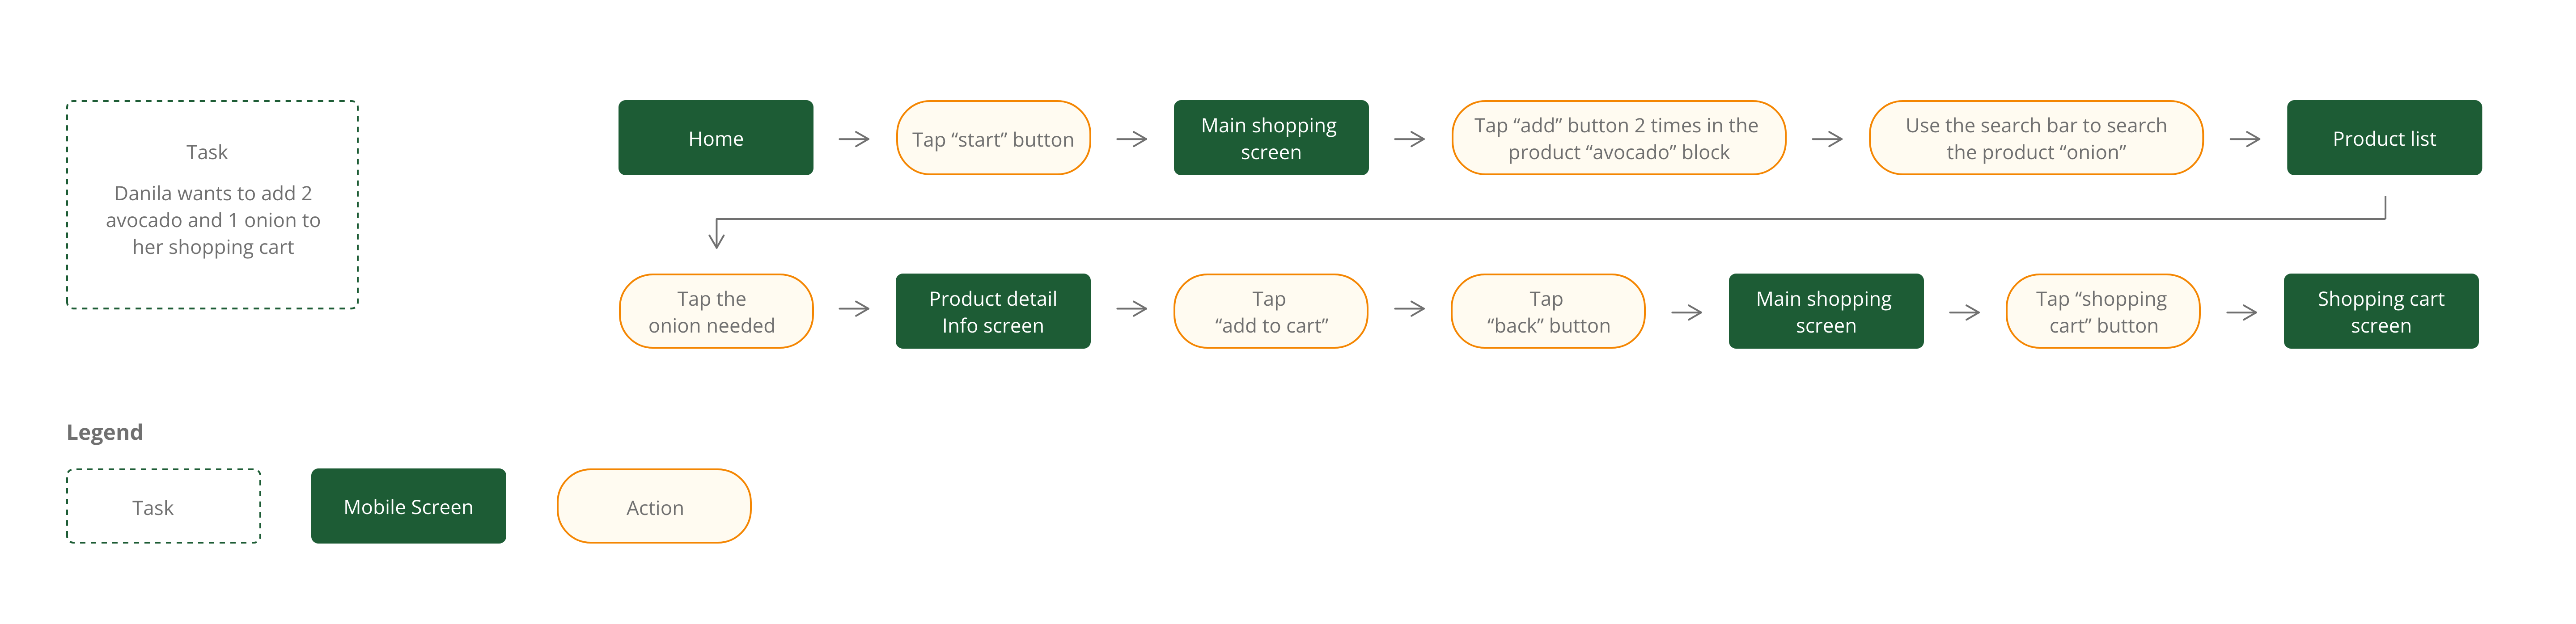 Task
Danila wants to add 2
avocado and 1 onion to
her shopping cart
Home
Tap “start” button
Main shopping
screen
Tap “add” button 2 times in the
product “avocado” block
Use the search bar to search
the product “onion”
Product list
Tap the
onion needed
Product detail
Info screen
Tap
“add to cart”
Tap
“back” button
Main shopping
screen
Tap “shopping
cart” button
Shopping cart
screen
Legend
Task
Mobile Screen
Action